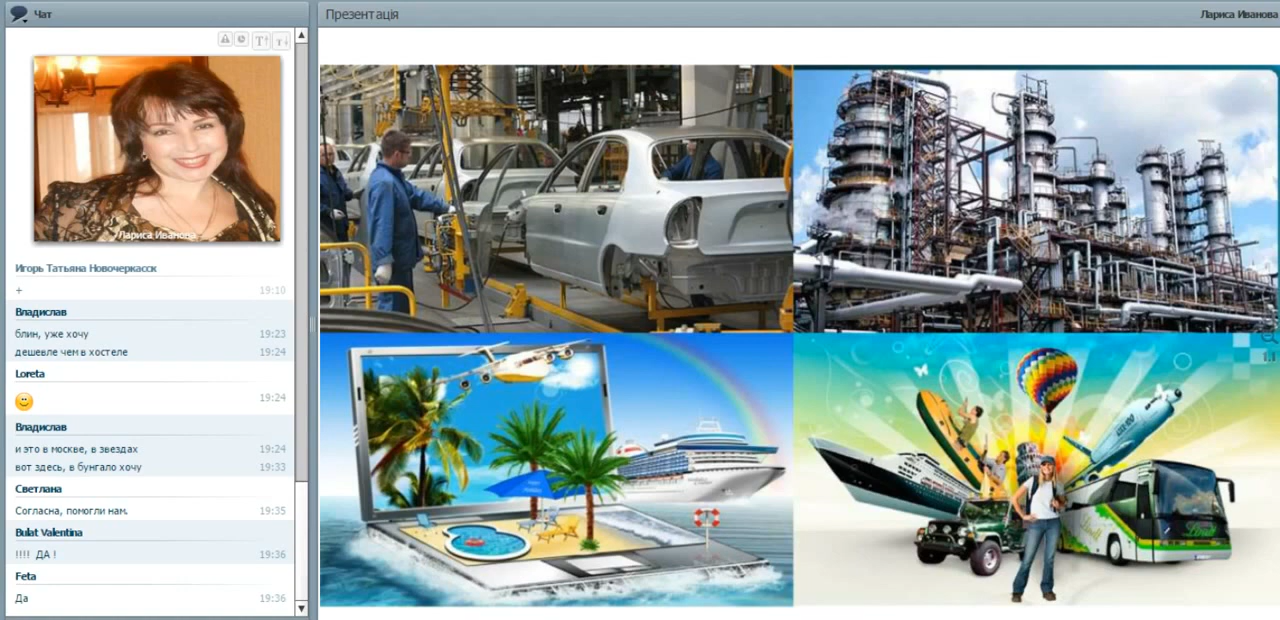 Чат
Презентація
Лариса Иванова
T↑ T↓
Лариса Иванова
Игорь Татьяна Новочеркасск
+ 19:10
Владислав
блин, уже хочу 19:23
дешевле чем в хостеле 19:24
Loreta
19:24
Владислав
и это в москве, в звездах 19:24
вот здесь, в бунгало хочу 19:33
Светлана
Согласна, помогли нам. 19:35
Bulat Valentina
!!!! ДА ! 19:36
Feta
Да 19:36
1:1